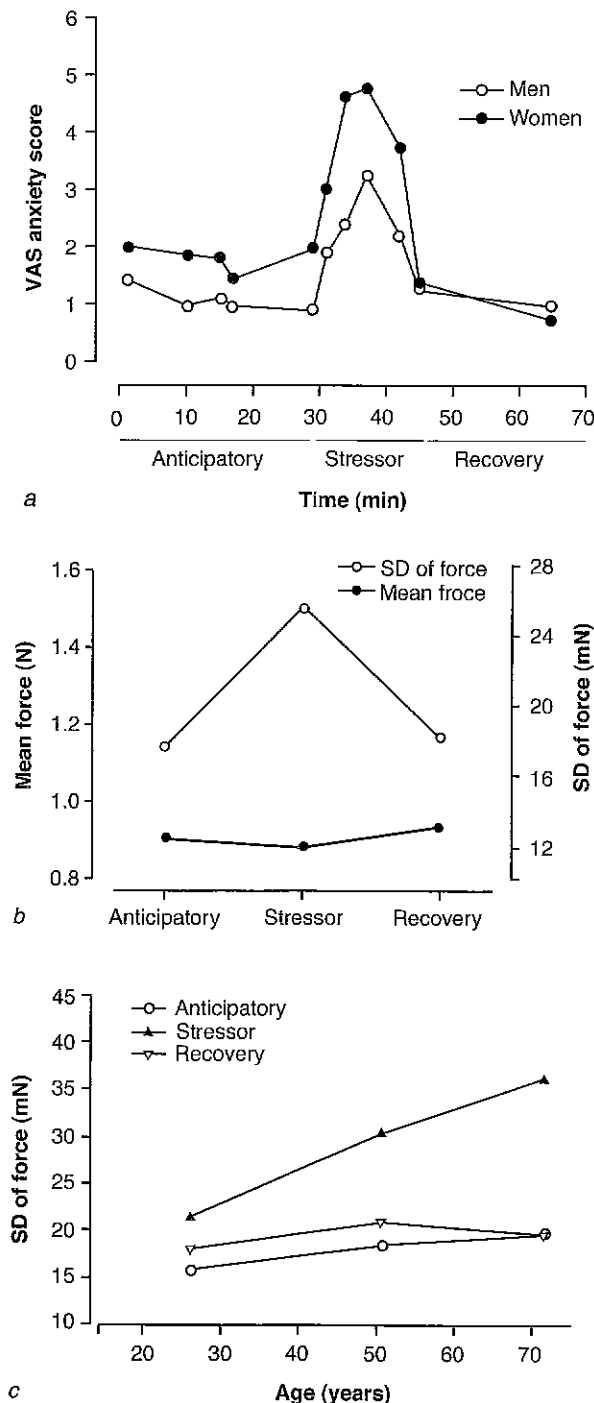 6
5
4
3
2
1
0
VAS anxiety score
Men
Women
0 10 20 30 40 50 60 70
Anticipatory Stressor Recovery
a
Time (min)
SD of force
Mean froce
1.6
1.4
1.2
1.0
0.8
Mean force (N)
28
24
20
16
12
SD of force (mN)
b
Anticipatory Stressor Recovery
Anticipatory
Stressor
Recovery
45
40
35
30
25
20
15
10
SD of force (mN)
20 30 40 50 60 70
c
Age (years)